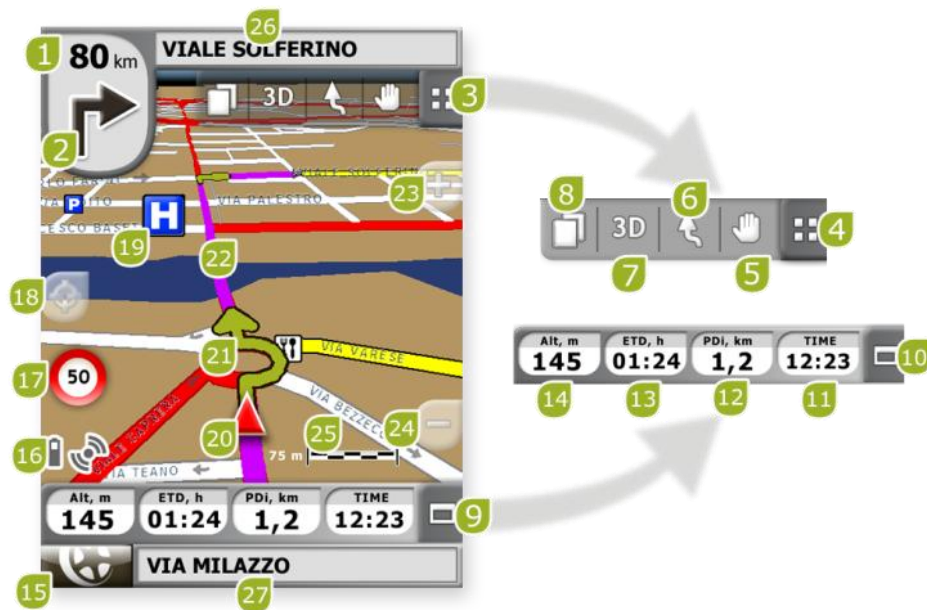 26
1
80 km
VIALE SOLFERINO
2
3D
3
VIALE SOLFERIN
23
P
VIA PALESTRO
19
H
22
18
21
VIA VARESE
17
50
20
VIA BEZZECC
25
24
16
75 m
VIA TEANO
Alt, m
145
ETD, h
01:24
PDi, km
1,2
TIME
12:23
9
15
VIA MILAZZO
27
8
6
3D
4
7
5
Alt, m
145
ETD, h
01:24
PDi, km
1,2
TIME
12:23
10
14
13
12
11